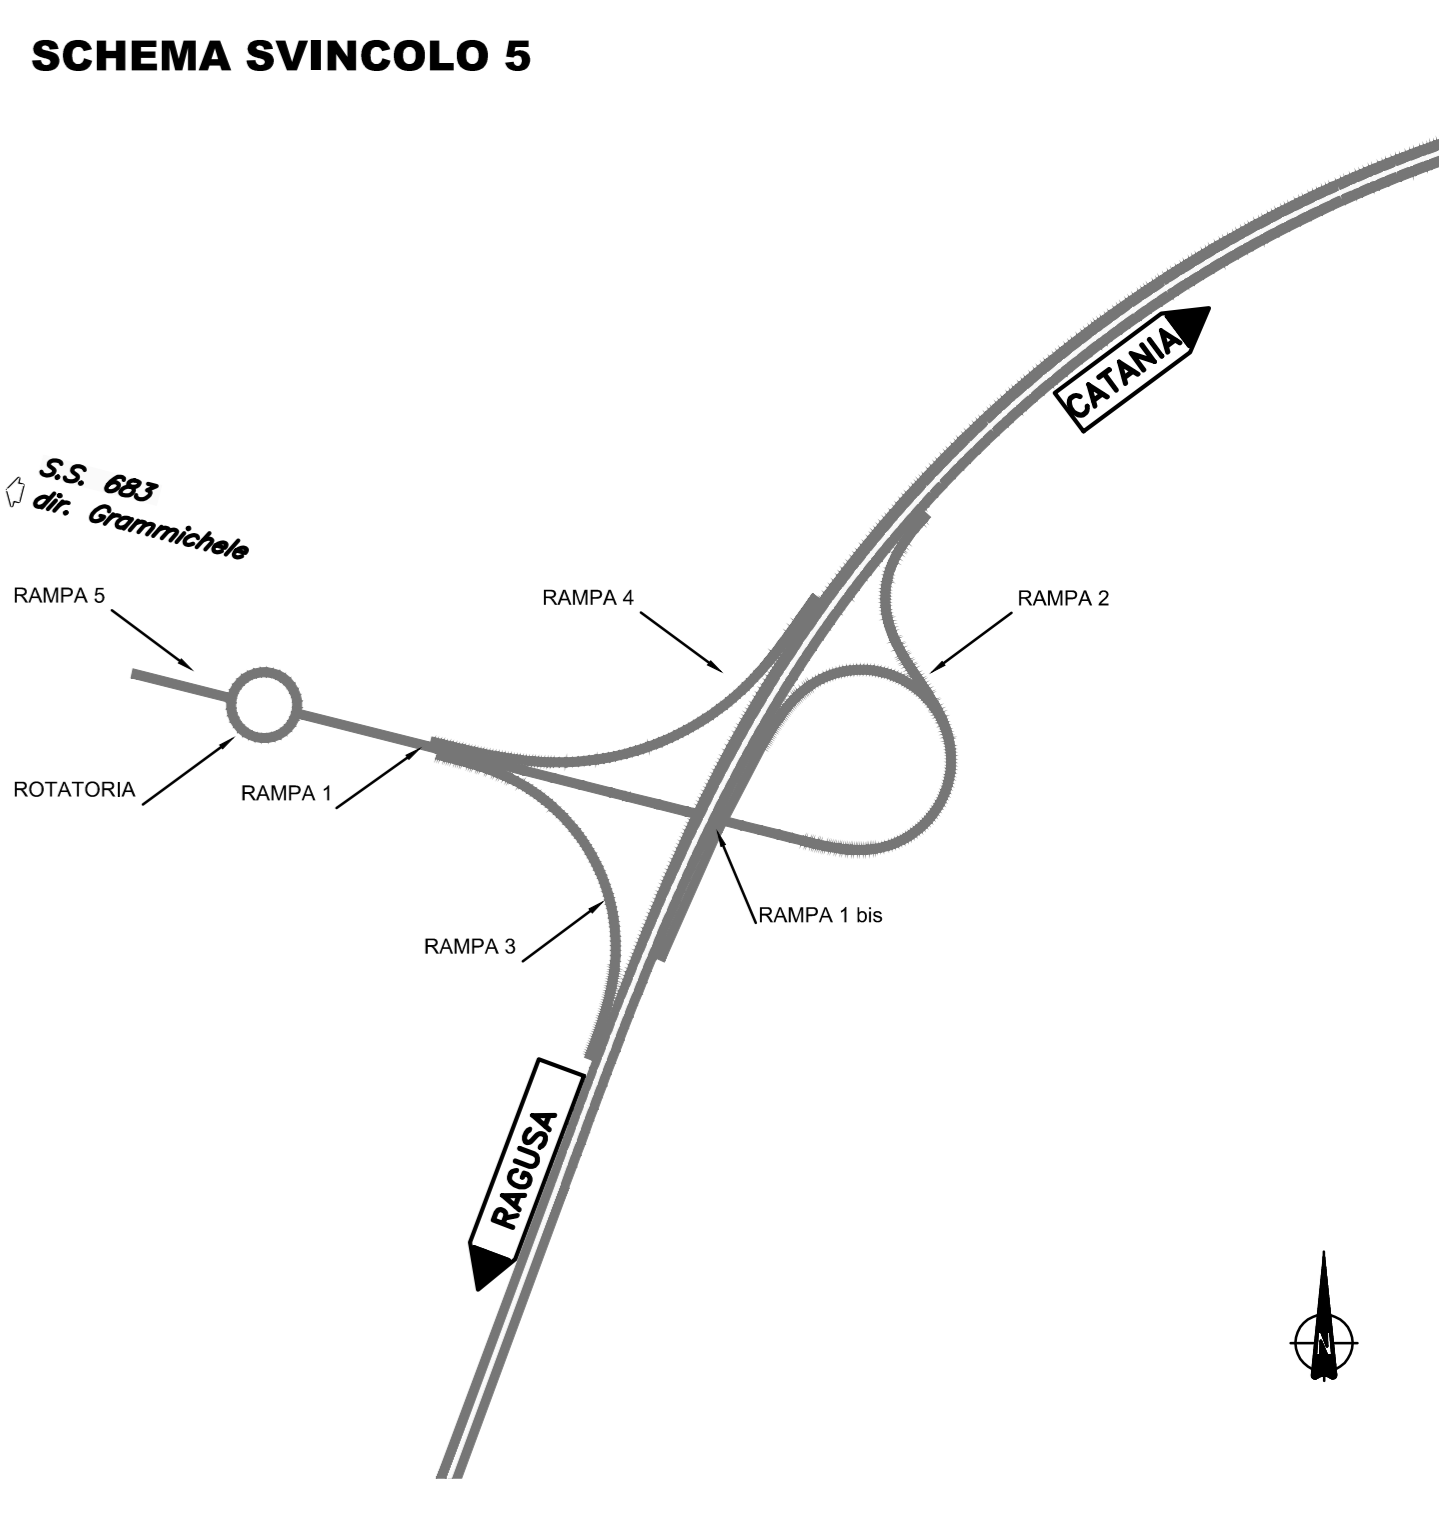 SCHEMA SVINCOLO 5
CATANIA
S.S. 683
dir. Grammichele
RAMPA 5
RAMPA 4
RAMPA 2
ROTATORIA
RAMPA 1
RAMPA 1 bis
RAMPA 3
RAGUSA
N